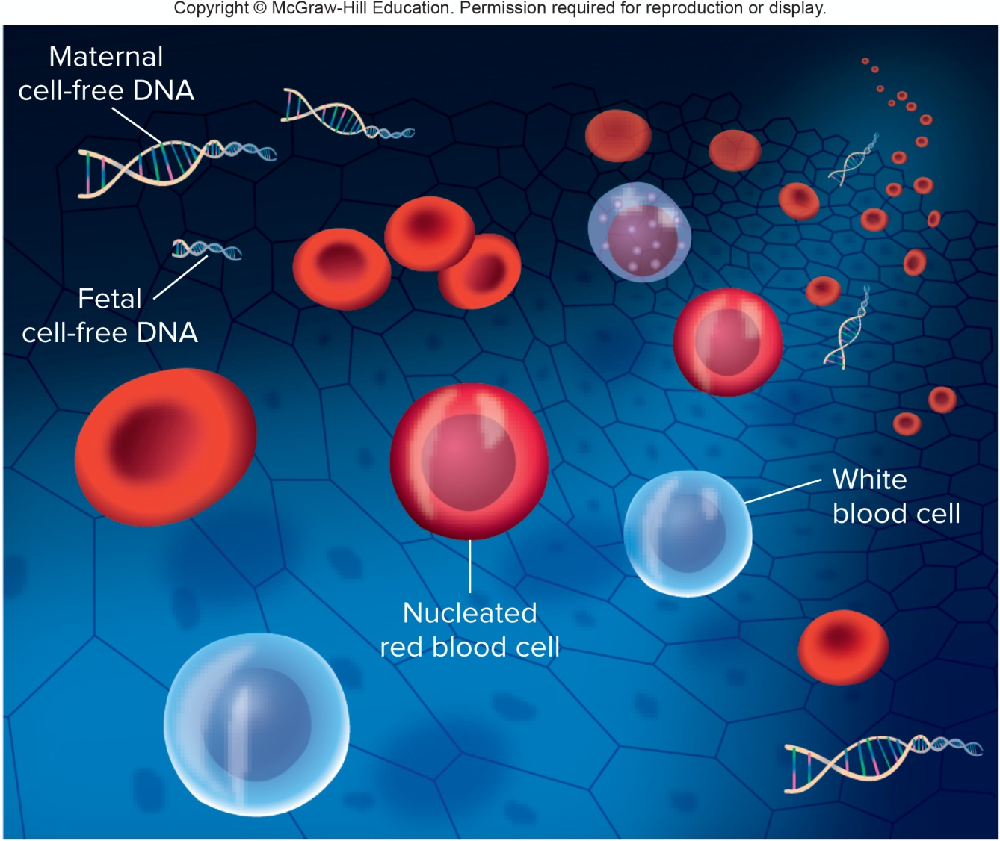 Copyright © McGraw-Hill Education. Permission required for reproduction or display.
Maternal
cell-free DNA
Fetal
cell-free DNA
White
blood cell
Nucleated
red blood cell